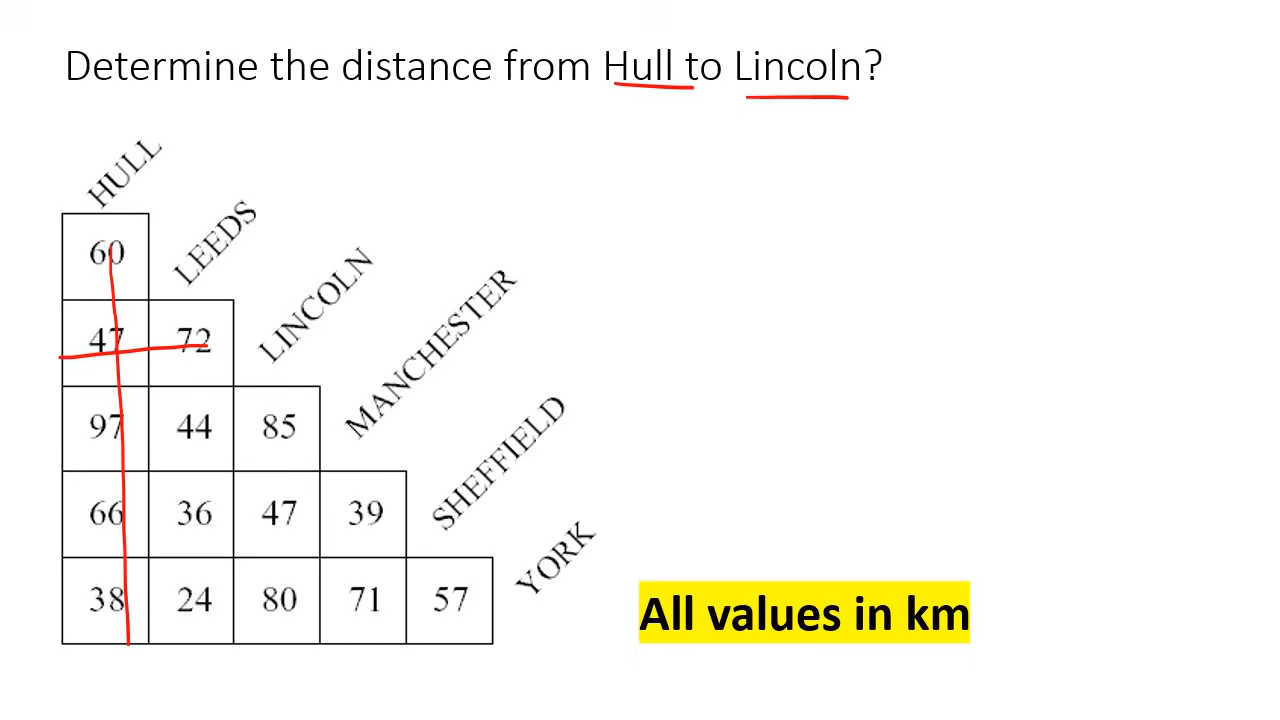 Determine the distance from Hull to Lincoln?
HULL
60 LEEDS
47 72 LINCOLN
97 44 85 MANCHESTER
66 36 47 39 SHEFFIELD
38 24 80 71 57 YORK
All values in km